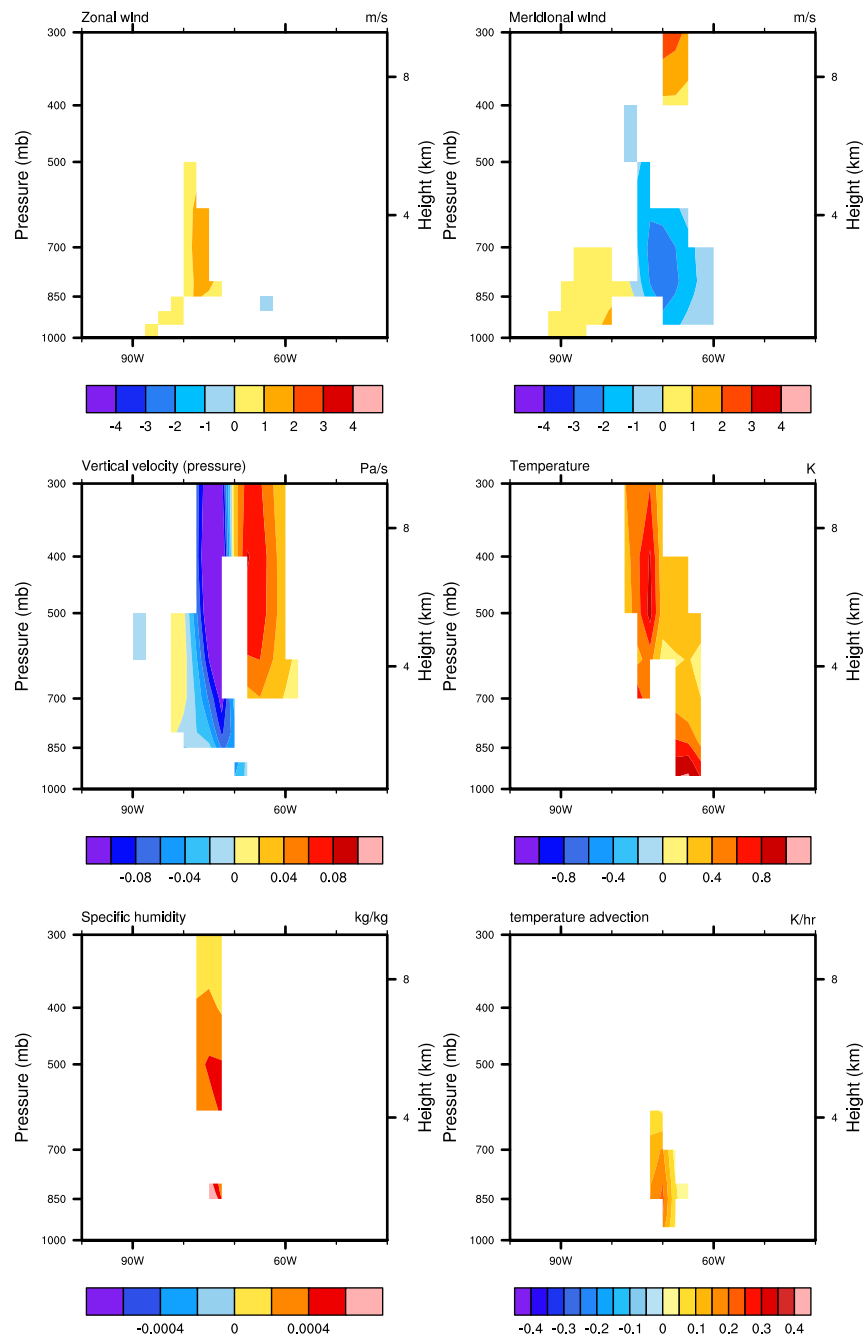 Zonal wind m/s
300
400
500
700
850
1000
Pressure (mb)
8
4
Height (km)
90W 60W
-4 -3 -2 -1 0 1 2 3 4
Meridional wind m/s
300
400
500
700
850
1000
Pressure (mb)
8
4
Height (km)
90W 60W
-4 -3 -2 -1 0 1 2 3 4
Vertical velocity (pressure) Pa/s
300
400
500
700
850
1000
Pressure (mb)
8
4
Height (km)
90W 60W
-0.08 -0.04 0 0.04 0.08
Temperature K
300
400
500
700
850
1000
Pressure (mb)
8
4
Height (km)
90W 60W
-0.8 -0.4 0 0.4 0.8
Specific humidity kg/kg
300
400
500
700
850
1000
Pressure (mb)
8
4
Height (km)
90W 60W
-0.0004 0 0.0004
temperature advection K/hr
300
400
500
700
850
1000
Pressure (mb)
8
4
Height (km)
90W 60W
-0.4 -0.3 -0.2 -0.1 0 0.1 0.2 0.3 0.4